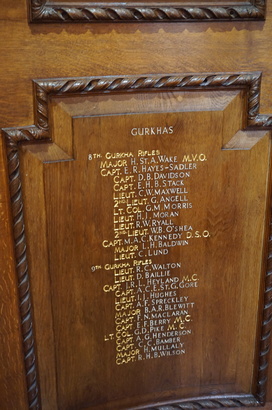 GURKHAS
8TH. GURKHA RIFLES
MAJOR H. ST. A. WAKE M.V.O.
CAPT. E. R. HAYES-SADLER
CAPT. D. B. DAVIDSON
CAPT. E. H. B. STACK
LIEUT. C. W. MAXWELL
2ND LIEUT. G. ANGELL
LT. COL. G. M. MORRIS
LIEUT. H. J. MORAN
LIEUT. R. W. RYALL
2ND LIEUT. W. B. O'SHEA
CAPT. M. A. C. KENNEDY D.S.O.
MAJOR L. H. BALDWIN
LIEUT. C. LUND
9TH GURKHA RIFLES
LIEUT. R. C. WALTON
LIEUT. D. BAILLIE
CAPT. J. R. L. HEYLAND M.C.
CAPT. A. C. E. ST. G. GORE
LIEUT. F. J. HUGHES
CAPT. A. F. SPRECKLEY
MAJOR B. A. R. BLEWITT
CAPT. F. N. MACLARAN
CAPT. E. F. BERRY M.C.
LT. COL. G. D. PIKE M.C.
CAPT. A. G. HENDERSON
CAPT. C. C. BAMBER
MAJOR H. MULLALY
CAPT. R. H. B. WILSON